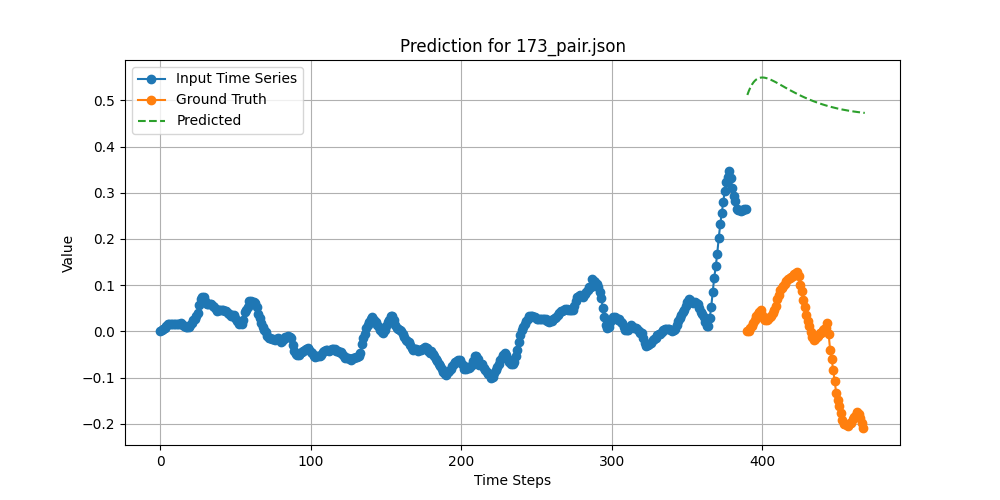 Prediction for 173_pair.json
Input Time Series
Ground Truth
Predicted
0.5
0.4
0.3
0.2
0.1
0.0
−0.1
−0.2
Value
0 100 200 300 400
Time Steps